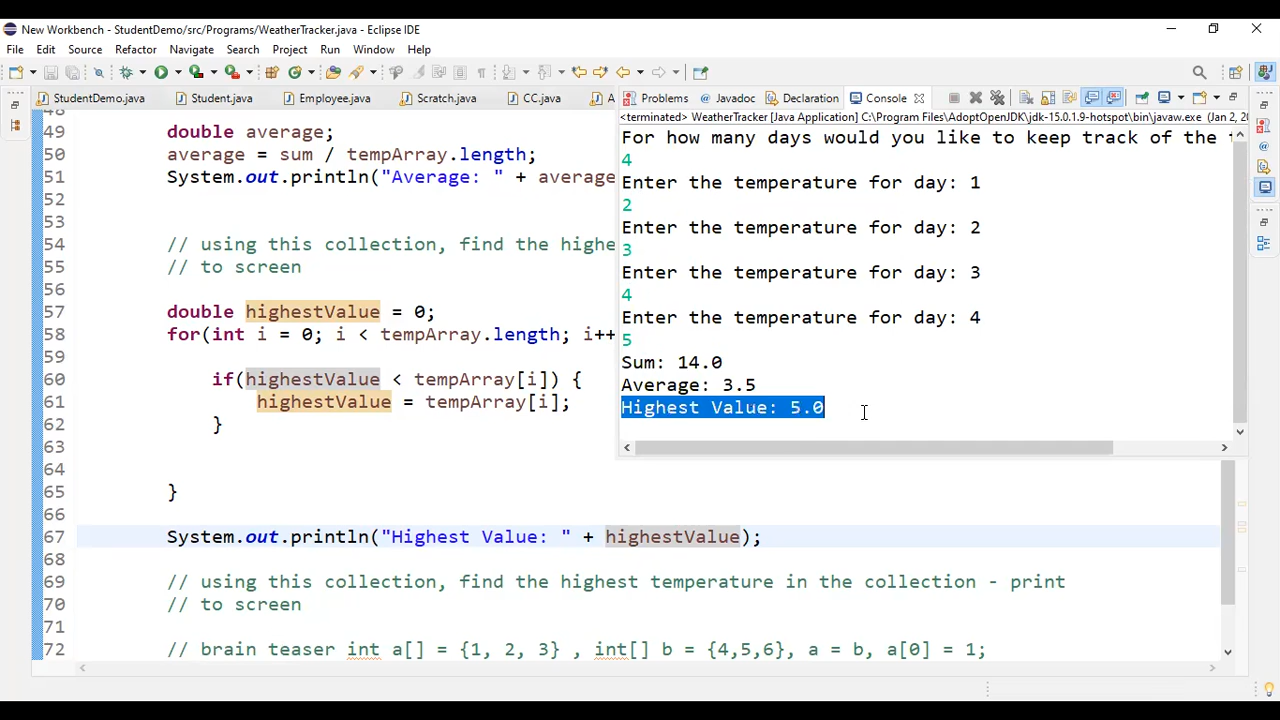 New Workbench - StudentDemo/src/Programs/WeatherTracker.java - Eclipse IDE
File Edit Source Refactor Navigate Search Project Run Window Help
StudentDemo.java Student.java Employee.java Scratch.java CC.java A
49 double average;
50 average = sum / tempArray.length;
51 System.out.println("Average: " + average
52
53
54 // using this collection, find the highe
55 // to screen
56
57 double highestValue = 0;
58 for(int i = 0; i < tempArray.length; i++
59
60 if(highestValue < tempArray[i]) {
61 highestValue = tempArray[i];
62 }
63
64
65 }
66
67 System.out.println("Highest Value: " + highestValue);
68
69 // using this collection, find the highest temperature in the collection - print
70 // to screen
71
72 // brain teaser int a[] = {1, 2, 3} , int[] b = {4,5,6}, a = b, a[0] = 1;
Problems Javadoc Declaration Console
<terminated> WeatherTracker [Java Application] C:\Program Files\AdoptOpenJDK\jdk-15.0.1.9-hotspot\bin\javaw.exe (Jan 2, 20
For how many days would you like to keep track of the
4
Enter the temperature for day: 1
2
Enter the temperature for day: 2
3
Enter the temperature for day: 3
4
Enter the temperature for day: 4
5
Sum: 14.0
Average: 3.5
Highest Value: 5.0